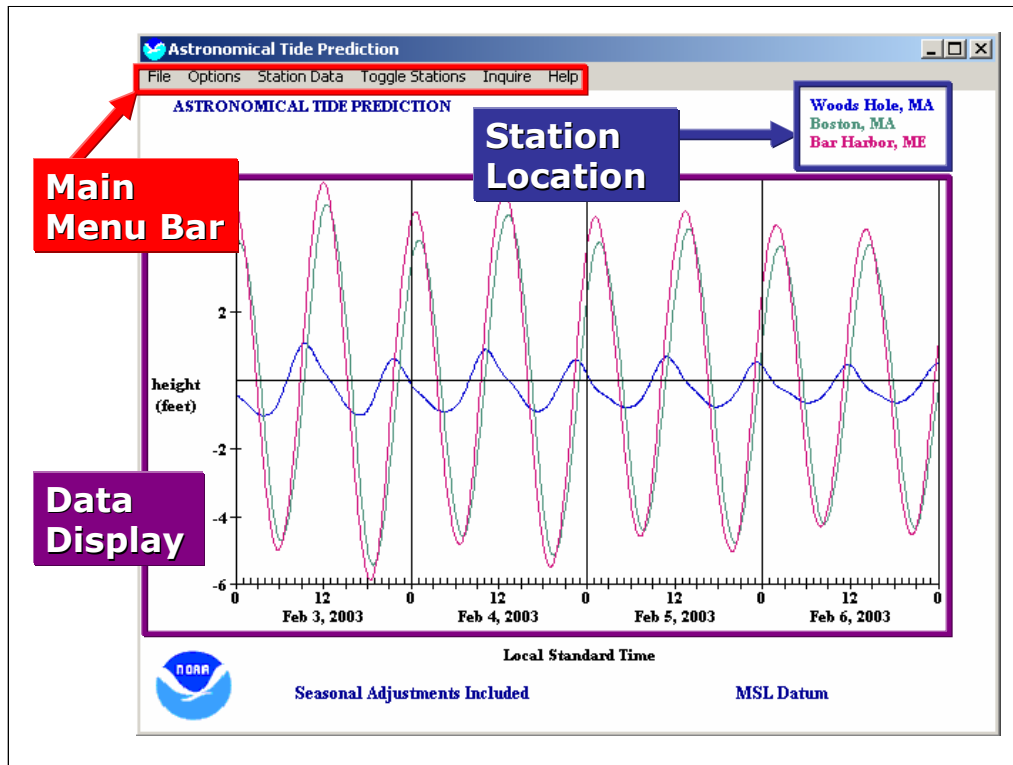 Astronomical Tide Prediction
File Options Station Data Toggle Stations Inquire Help
ASTRONOMICAL TIDE PREDICTION
Woods Hole, MA
Boston, MA
Bar Harbor, ME
Station
Location
Main
Menu Bar
2
height
(feet)
-2
-4
-6
Data
Display
0 12 0 12 0 12 0 12 0
Feb 3, 2003 Feb 4, 2003 Feb 5, 2003 Feb 6, 2003
Local Standard Time
NOAA
Seasonal Adjustments Included MSL Datum